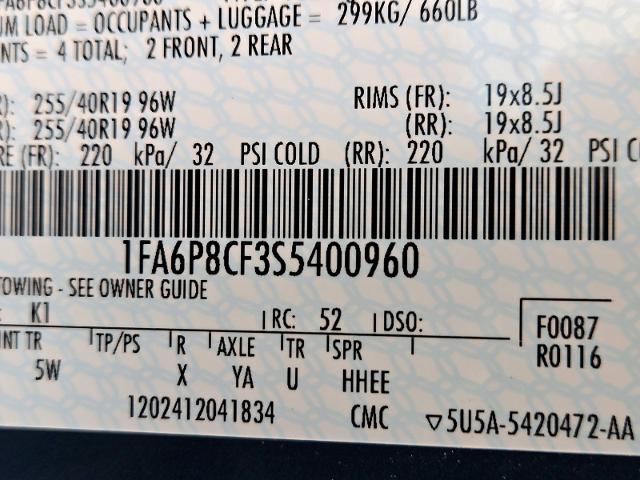 UM LOAD = OCCUPANTS + LUGGAGE = 299KG/ 660LB
NTS = 4 TOTAL; 2 FRONT, 2 REAR
R): 255/40R19 96W RIMS (FR): 19x8.5J
R): 255/40R19 96W (RR): 19x8.5J
RE (FR): 220 kPa/ 32 PSI COLD (RR): 220 kPa/ 32 PSI C
1FA6P8CF3S5400960
OWING - SEE OWNER GUIDE
: K1 RC: 52 DSO: F0087
INT TR TP/PS R AXLE TR SPR R0116
5W X YA U HHEE
1202412041834 CMC ▽5U5A-5420472-AA